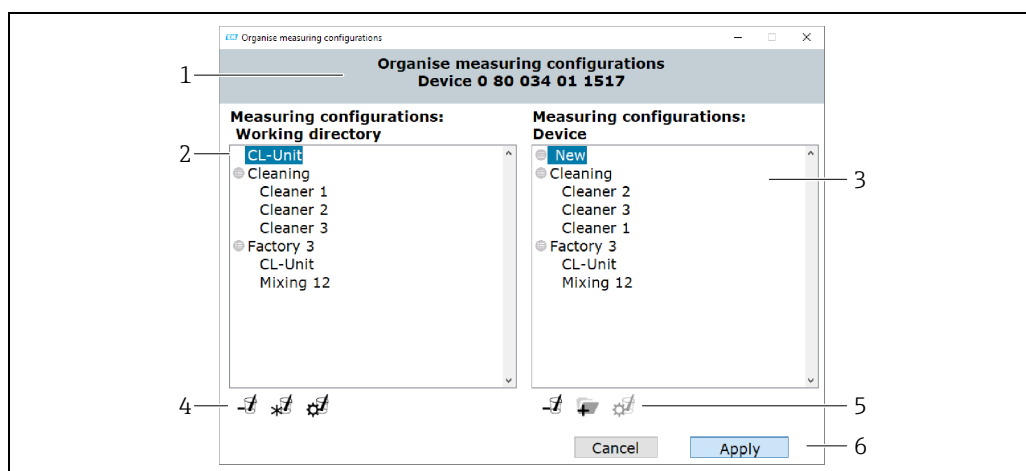 Organise measuring configurations
Organise measuring configurations
Device 0 80 034 01 1517
1
Measuring configurations:
Working directory
Measuring configurations:
Device
2
CL-Unit
Cleaning
Cleaner 1
Cleaner 2
Cleaner 3
Factory 3
CL-Unit
Mixing 12
New
Cleaning
Cleaner 2
Cleaner 3
Cleaner 1
Factory 3
CL-Unit
Mixing 12
3
4
5
Cancel
Apply
6